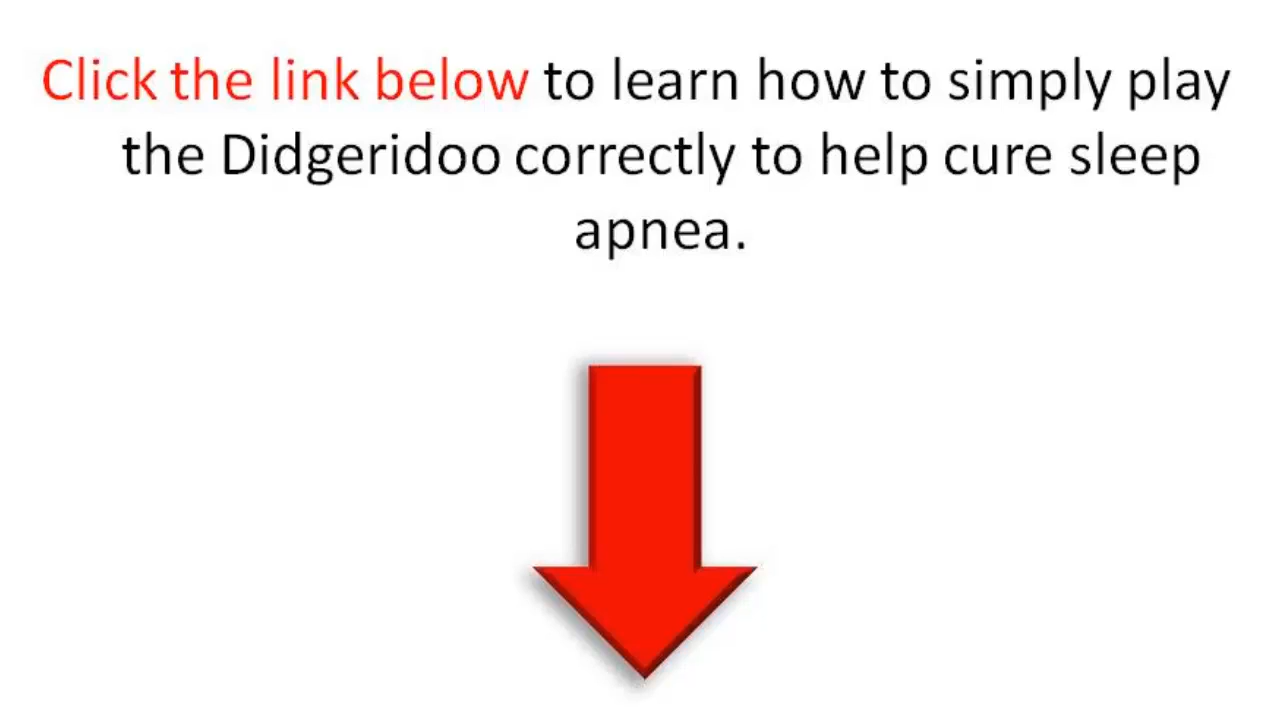 Click the link below to learn how to simply play
the Didgeridoo correctly to help cure sleep
apnea.